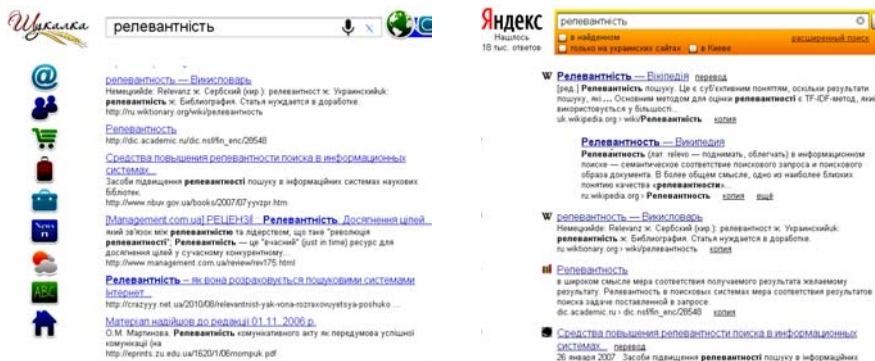 Шукалка
релевантність
релевантность — Викисловарь
Немецкийde: Relevanz ж. Сербский (кир.): релевантност ж. Украинскийuk:
релевантність ж. Библиография. Статья нуждается в доработке.
http://ru.wiktionary.org/wiki/релевантность
Релевантность
http://dic.academic.ru/dic.nsf/fin_enc/28548
Средства повышения релевантности поиска в информационных
системах...
Засоби підвищення релевантності пошуку в інформаційних системах наукових
бібліотек.
http://www.nbuv.gov.ua/books/2007/07yyvzpr.htm
[Management.com.ua] РЕЦЕНЗІЇ : Релевантність: Досягнення цілей...
який зв'язок між релевантністю та лідерством; що таке "революція
релевантності"; Релевантність — це "вчасний" (just in time) ресурс для
досягнення цілей у сучасному конкурентному...
http://www.management.com.ua/review/rev175.html
Релевантність – як вона розраховується пошуковими системами
Інтернет...
http://crazyyy.net.ua/2010/08/relevantnist-yak-vona-rozraxovuyetsya-poshuko ...
Матеріал надійшов до редакції 01.11. 2006 р.
О.М. Мартинова. Релевантність комунікативного акту як передумова успішної
комунікації (на
http://eprints.zu.edu.ua/1620/1/06mompuk.pdf
News
ABC
Яндекс
Нашлось
18 тыс. ответов
релевантність
в найденном
только на украинских сайтах
в Киеве
расширенный поиск
Релевантність — Вікіпедія перевод
[ред.] Релевантність пошуку. Це є суб'єктивним поняттям, оскільки результати
пошуку, які ... Основним методом для оцінки релевантності є TF-IDF-метод, який
використовується у більшості...
uk.wikipedia.org › wiki/Релевантність копия
Релевантность — Википедия
Релевантность (лат. relevo — поднимать, облегчать) в информационном
поиске — семантическое соответствие поискового запроса и поискового
образа документа. В более общем смысле, одно из наиболее близких
понятию качества «релевантности»...
ru.wikipedia.org › Релевантность копия ещё
релевантность — Викисловарь
Немецкийde: Relevanz ж. Сербский (кир.): релевантност ж. Украинскийuk:
релевантність ж. Библиография. Статья нуждается в доработке.
ru.wiktionary.org › wiki/релевантность копия
Релевантность
в широком смысле мера соответствия получаемого результата желаемому
результату. Релевантность в поисковых системах мера соответствия результатов
поиска задаче поставленной в запросе.
dic.academic.ru › dic.nsf/fin_enc/28548 копия
Средства повышения релевантности поиска в информационных
системах... перевод
26 января 2007 Засоби підвищення релевантності пошуку в інформаційних